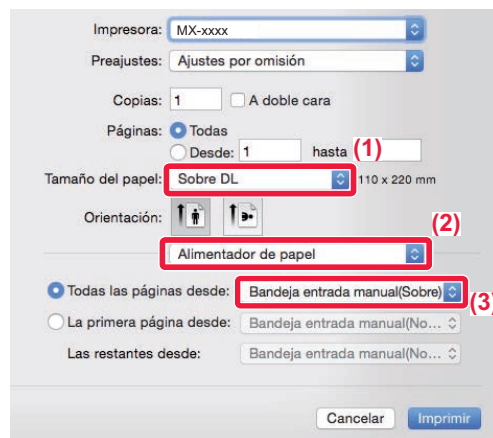 Impresora: MX-xxxx
Preajustes: Ajustes por omisión
Copias: 1 A doble cara
Páginas: Todas
Desde: 1 hasta (1)
Tamaño del papel: Sobre DL 110 x 220 mm
Orientación:
(2)
Alimentador de papel
Todas las páginas desde: Bandeja entrada manual(Sobre)
(3)
La primera página desde: Bandeja entrada manual(No...
Las restantes desde: Bandeja entrada manual(No...
Cancelar Imprimir